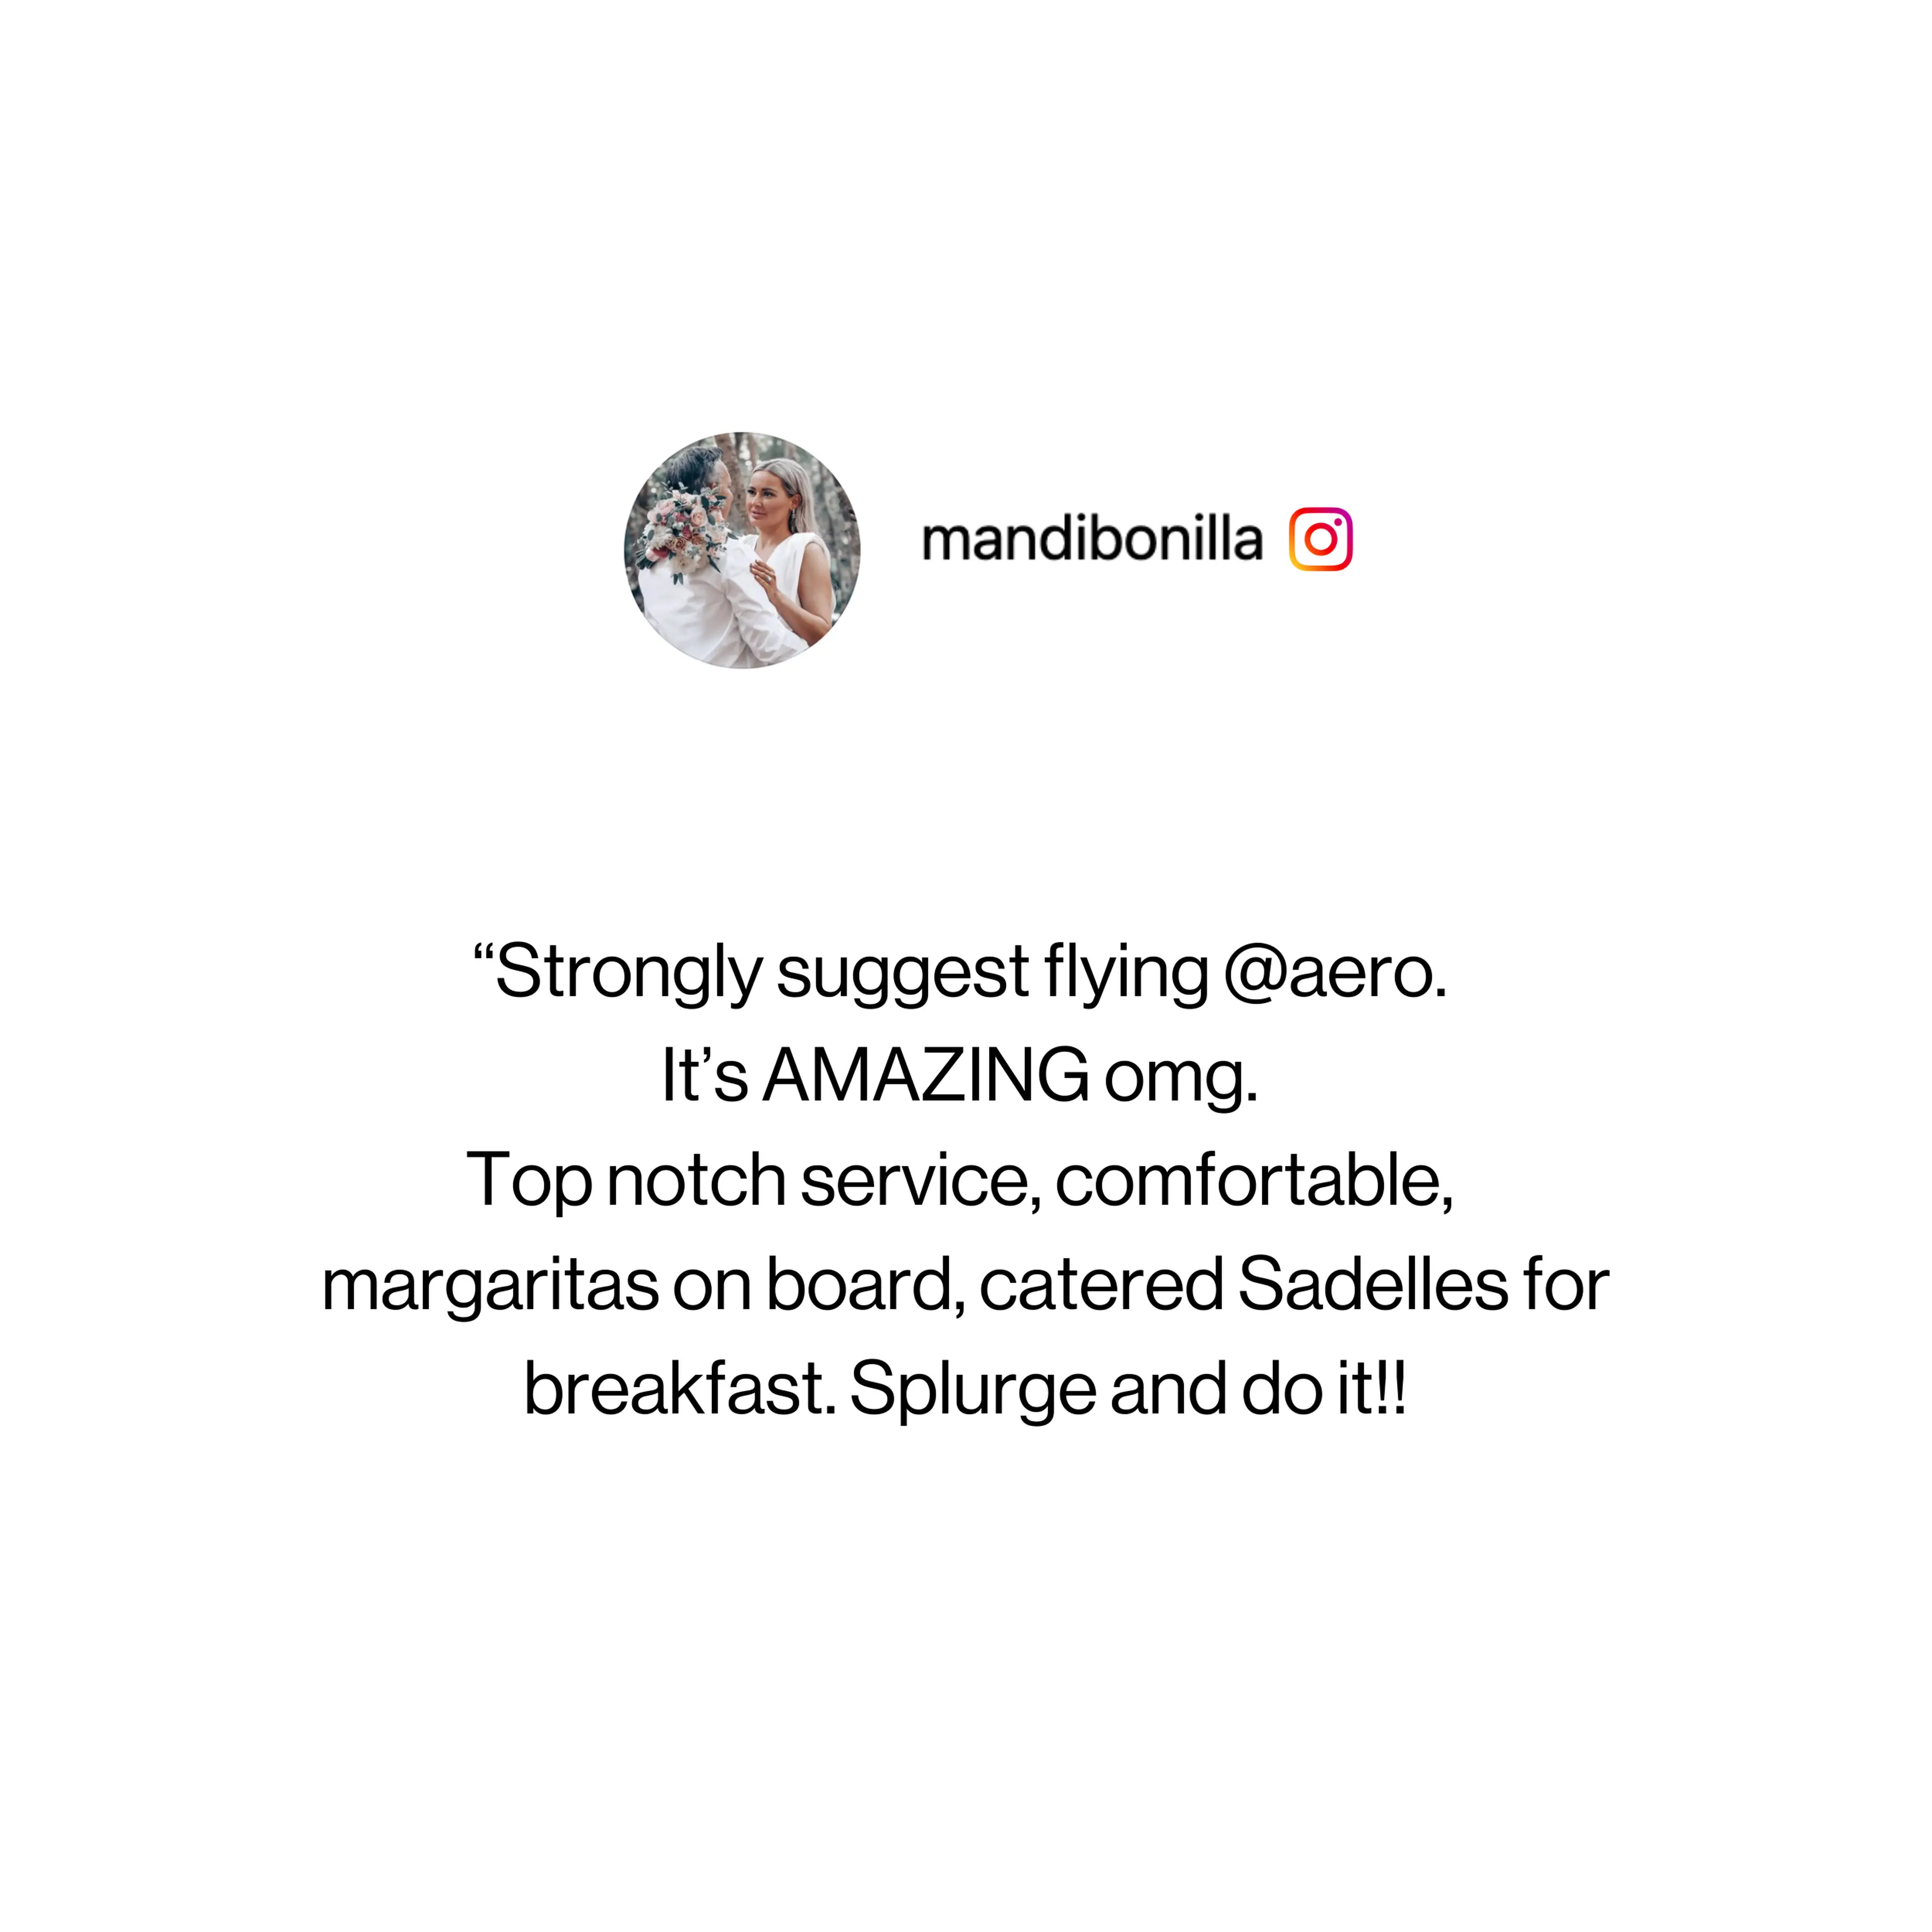 mandibonilla
“Strongly suggest flying @aero.
It’s AMAZING omg.
Top notch service, comfortable,
margaritas on board, catered Sadelles for
breakfast. Splurge and do it!!